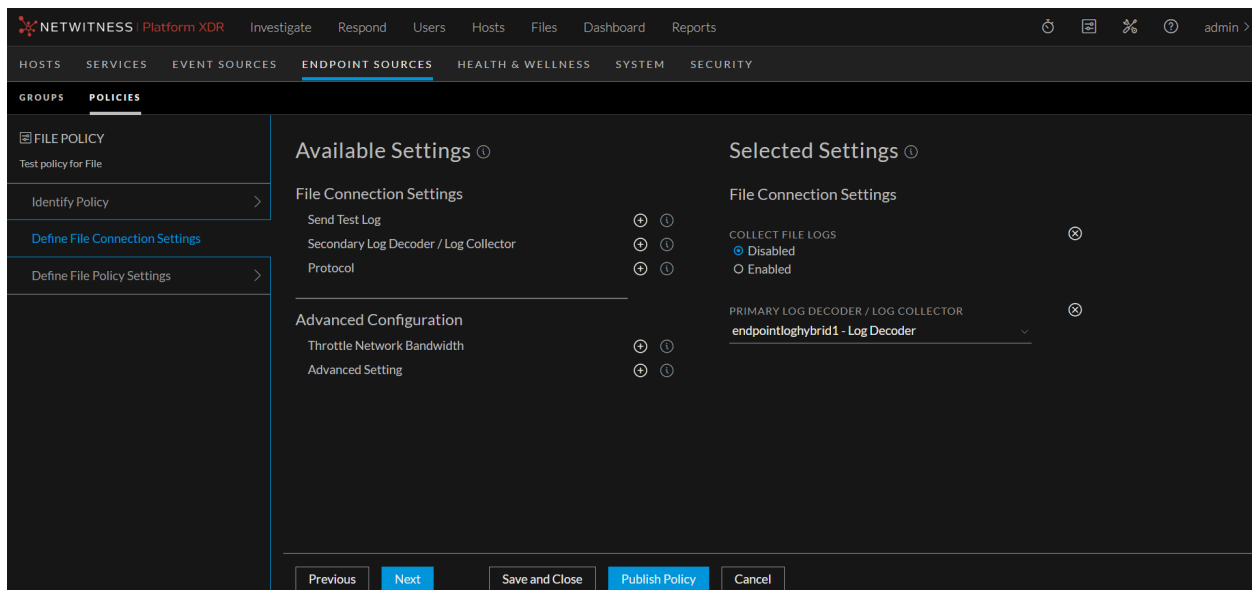 NETWITNESS Platform XDR Investigate Respond Users Hosts Files Dashboard Reports admin
HOSTS SERVICES EVENT SOURCES ENDPOINT SOURCES HEALTH & WELLNESS SYSTEM SECURITY
GROUPS POLICIES
FILE POLICY
Test policy for File
Identify Policy
Define File Connection Settings
Define File Policy Settings
Available Settings
File Connection Settings
Send Test Log
Secondary Log Decoder / Log Collector
Protocol
Advanced Configuration
Throttle Network Bandwidth
Advanced Setting
Selected Settings
File Connection Settings
COLLECT FILE LOGS
Disabled
Enabled
PRIMARY LOG DECODER / LOG COLLECTOR
endpointloghybrid1 - Log Decoder
Previous Next Save and Close Publish Policy Cancel